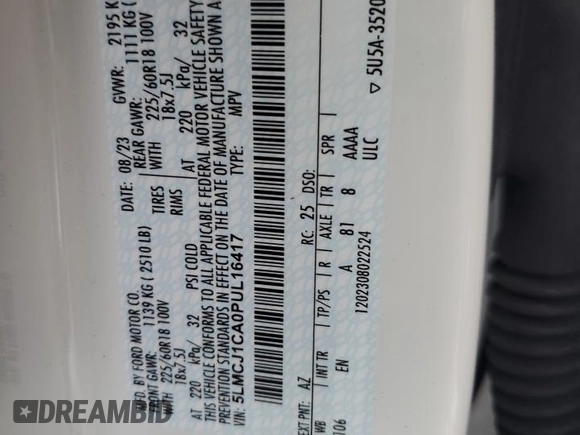 MFD BY FORD MOTOR CO.
DATE: 08/23 GVWR: 2195 K
FRONT GAWR: 1139 KG ( 2510 LB) REAR GAWR: 1111 KG (
WITH 225/60R18 100V TIRES WITH 225/60R18 100V
18x7.5J RIMS 18x7.5J
AT 220 kPa/ 32 PSI COLD AT 220 kPa/ 32
THIS VEHICLE CONFORMS TO ALL APPLICABLE FEDERAL MOTOR VEHICLE SAFETY
PREVENTION STANDARDS IN EFFECT ON THE DATE OF MANUFACTURE SHOWN A
VIN: 5LMCJ1CA0PUL16417 TYPE: MPV
EXT PNT: AZ RC: 25 DSO:
WB INT TR TP/PS R AXLE TR SPR
106 EN A 81 8 AAAA
ULC
1202308022524
▽ 5U5A-3520
DREAMBID